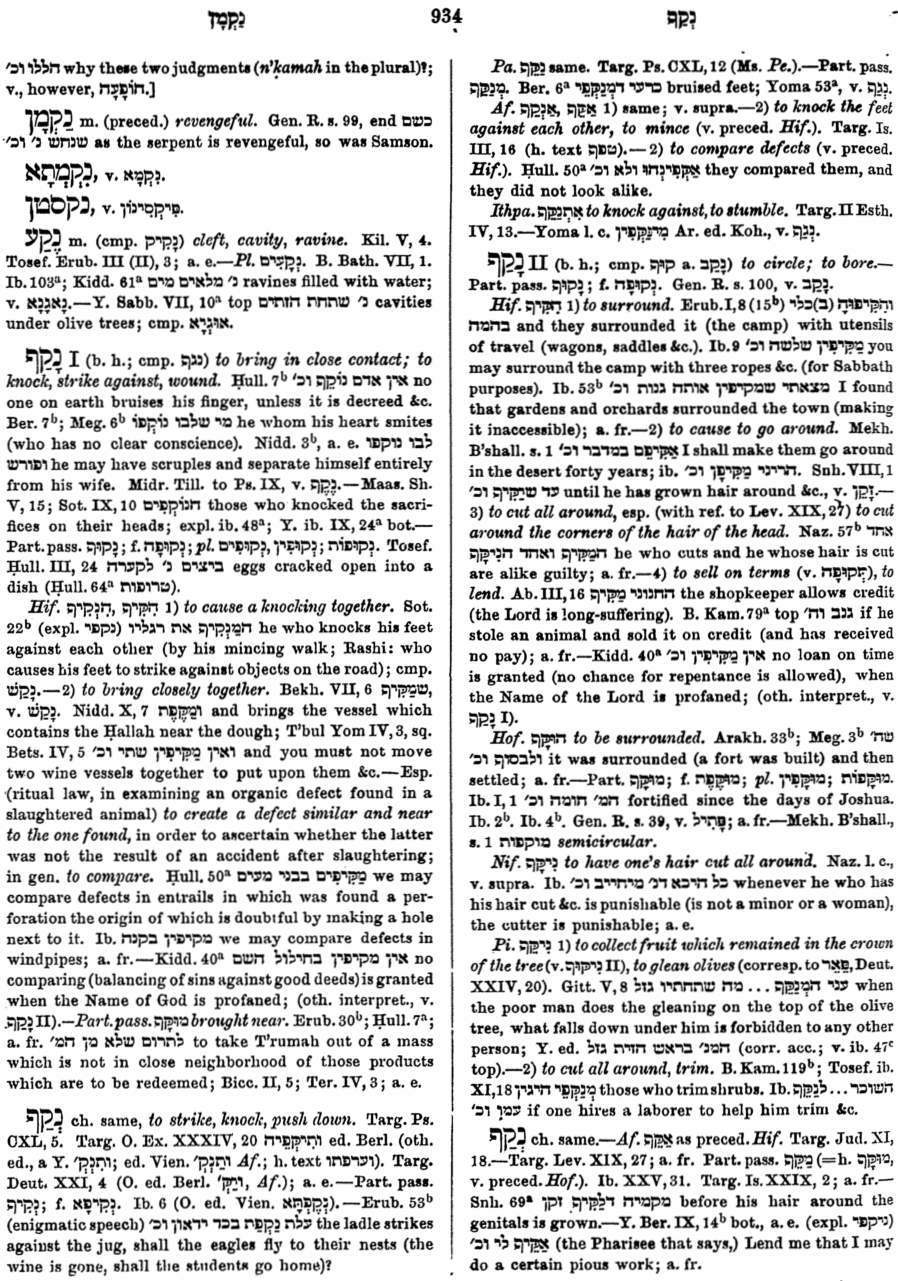 נַקְמָן 934 נְקַף
חללו וכ׳ why these two judgments (n'ḳamah in the plural)?;
v., however, חוֹפָעָה.]
נַקְמָן m. (preced.) revengeful. Gen. R. s. 99, end כשם
שנחש נ׳ וכ׳ as the serpent is revengeful, so was Samson.
נִקְמְתָא, v. נִקְמָא.
נקסטן, v. פִּיקְסִינוֹן.
נֶקַע m. (cmp. נָקִיק) cleft, cavity, ravine. Kil. V, 4.
Tosef. Erub. III (II), 3; a. e.—Pl. נְקָעִים. B. Bath. VII, 1.
Ib. 103ᵃ; Kidd. 61ᵃ נ׳ מלאים מים ravines filled with water;
v. נָאגָנָא.—Y. Sabb. VII, 10ᵃ top נ׳ שתחת הזתים cavities
under olive trees; cmp. אוּגְיָא.
נָקַף I (b. h.; cmp. נגף) to bring in close contact; to
knock, strike against, wound. Ḥull. 7ᵇ אין אדם נוֹקֵף וכ׳ no
one on earth bruises his finger, unless it is decreed &c.
Ber. 7ᵇ; Meg. 6ᵇ מי שלבו נוֹקְפוֹ he whom his heart smites
(who has no clear conscience). Nidd. 3ᵇ, a. e. לבו נוקפו
ופורש he may have scruples and separate himself entirely
from his wife. Midr. Till. to Ps. IX, v. נֶקֶף.—Maas. Sh.
V, 15; Sot. IX, 10 הנוֹקְפִים those who knocked the sacri-
fices on their heads; expl. ib. 48ᵃ; Y. ib. IX, 24ᵃ bot.—
Part. pass. נָקוּף; f. נְקוּפָה; pl. נְקוּפִים, נְקוּפִין; נְקוּפוֹת. Tosef.
Ḥull. III, 24 ביצים נ׳ לקערה eggs cracked open into a
dish (Ḥull. 64ᵃ טרופות).
Hif. הִקִּיף, הִנְקִיף 1) to cause a knocking together. Sot.
22ᵇ (expl. נקפי) הַמַּנְקִיף את רגליו he who knocks his feet
against each other (by his mincing walk; Rashi: who
causes his feet to strike against objects on the road); cmp.
נָקַשׁ.—2) to bring closely together. Bekh. VII, 6 שמַקִּיף,
v. נָקַשׁ. Nidd. X, 7 ומַקֶּפֶת and brings the vessel which
contains the Ḥallah near the dough; T'bul Yom IV, 3, sq.
Bets. IV, 5 ואין מַקִּיפִין שתי וכ׳ and you must not move
two wine vessels together to put upon them &c.—Esp.
(ritual law, in examining an organic defect found in a
slaughtered animal) to create a defect similar and near
to the one found, in order to ascertain whether the latter
was not the result of an accident after slaughtering;
in gen. to compare. Ḥull. 50ᵃ מַקִּיפִים בבני מעים we may
compare defects in entrails in which was found a per-
foration the origin of which is doubtful by making a hole
next to it. Ib. מקיפין בקנה we may compare defects in
windpipes; a. fr.—Kidd. 40ᵃ אין מקיפין בחילול השם no
comparing (balancing of sins against good deeds) is granted
when the Name of God is profaned; (oth. interpret., v.
נָקַף II).—Part. pass. מוּקָּף brought near. Erub. 30ᵇ; Ḥull. 7ᵃ;
a. fr. לתרום שלא מן המ׳ to take T'rumah out of a mass
which is not in close neighborhood of those products
which are to be redeemed; Bicc. II, 5; Ter. IV, 3; a. e.
נְקַף ch. same, to strike, knock, push down. Targ. Ps.
CXL, 5. Targ. O. Ex. XXXIV, 20 ותִיקְפֵּיהּ ed. Berl. (oth.
ed., a Y. ותִנְק׳; ed. Vien. ותַנְק׳ Af.; h. text וערפתו). Targ.
Deut. XXI, 4 (O. ed. Berl. ויַקּ׳, Af.); a. e.—Part. pass.
נְקִיף; f. נְקִיפָא. Ib. 6 (O. ed. Vien. נְקַפְתָּא).—Erub. 53ᵇ
(enigmatic speech) עלת נָקְפַת בכד ידאון וכ׳ the ladle strikes
against the jug, shall the eagles fly to their nests (the
wine is gone, shall the students go home)?
Pa. נַקֵּף same. Targ. Ps. CXL, 12 (Ms. Pe.).—Part. pass.
מְנַקַּף. Ber. 6ᵃ כרעי דמְנַקְּפֵי bruised feet; Yoma 53ᵃ, v. נְגַף.
Af. אַקֵּף, אַנְקֵף 1) same; v. supra.—2) to knock the feet
against each other, to mince (v. preced. Hif.). Targ. Is.
III, 16 (h. text טפף).—2) to compare defects (v. preced.
Hif.). Ḥull. 50ᵃ אַקְּפִינְהוּ ולא וכ׳ they compared them, and
they did not look alike.
Ithpa. אִתְנַקַּף to knock against, to stumble. Targ. II Esth.
IV, 13.—Yoma l. c. מִינַּקְּפִין Ar. ed. Koh., v. נְגַף.
נָקַף II (b. h.; cmp. קוּף a. נָקַב) to circle; to bore.—
Part. pass. נָקוּף; f. נְקוּפָה. Gen. R. s. 100, v. נָקַב.
Hif. הִקִּיף 1) to surround. Erub. I, 8 (15ᵇ) והִקִּיפוּהָ (ב)כלי
בהמה and they surrounded it (the camp) with utensils
of travel (wagons, saddles &c.). Ib. 9 מַקִּיפִין שלשה וכ׳ you
may surround the camp with three ropes &c. (for Sabbath
purposes). Ib. 53ᵇ מצאתי שמקיפין אותה גנות וכ׳ I found
that gardens and orchards surrounded the town (making
it inaccessible); a. fr.—2) to cause to go around. Mekh.
B'shall. s. 1 אַקִּיפֵם במדבר וכ׳ I shall make them go around
in the desert forty years; ib. הריני מַקִּיפָן וכ׳. Snh. VIII, 1
עד שיַּקִּיף וכ׳ until he has grown hair around &c., v. זָקָן.—
3) to cut all around, esp. (with ref. to Lev. XIX, 27) to cut
around the corners of the hair of the head. Naz. 57ᵇ אחד
הַמַּקִּיף ואחד הַנִּיקָּף he who cuts and he whose hair is cut
are alike guilty; a. fr.—4) to sell on terms (v. הַקּוּפָה), to
lend. Ab. III, 16 החנוני מַקִּיף the shopkeeper allows credit
(the Lord is long-suffering). B. Kam. 79ᵃ top גנב וה׳ if he
stole an animal and sold it on credit (and has received
no pay); a. fr.—Kidd. 40ᵃ אין מַקִּיפִין וכ׳ no loan on time
is granted (no chance for repentance is allowed), when
the Name of the Lord is profaned; (oth. interpret., v.
נָקַף I).
Hof. הוּקַּף to be surrounded. Arakh. 33ᵇ; Meg. 3ᵇ שה׳
ולבסוף וכ׳ it was surrounded (a fort was built) and then
settled; a. fr.—Part. מוּקָּף; f. מוּקֶּפֶת; pl. מוּקָּפִין; מוּקָּפוֹת.
Ib. I, 1 המ׳ חומה וכ׳ fortified since the days of Joshua.
Ib. 2ᵇ. Ib. 4ᵇ. Gen. R. s. 39, v. פָּתִיל; a. fr.—Mekh. B'shall.,
s. 1 מוקפות semicircular.
Nif. נִיקַּף to have one's hair cut all around. Naz. l. c.,
v. supra. Ib. כל היכא דנ׳ מיחייב וכ׳ whenever he who has
his hair cut &c. is punishable (is not a minor or a woman),
the cutter is punishable; a. e.
Pi. נִיקֵּף 1) to collect fruit which remained in the crown
of the tree (v. נִיקּוּף II), to glean olives (corresp. to פֵּאֵר, Deut.
XXIV, 20). Gitt. V, 8 עני הַמְנַקֵּף ... מה שתחתיו גזל when
the poor man does the gleaning on the top of the olive
tree, what falls down under him is forbidden to any other
person; Y. ed. המנ׳ בראש הזית גזל (corr. acc.; v. ib. 47ᶜ
top).—2) to cut all around, trim. B. Kam. 119ᵇ; Tosef. ib.
XI, 18 מְנַקְּפֵי היגין those who trim shrubs. Ib. השוכר ... לנַקֵּף
עמו וכ׳ if one hires a laborer to help him trim &c.
נְקַף ch. same.—Af. אַקֵּף as preced. Hif. Targ. Jud. XI,
18.—Targ. Lev. XIX, 27; a. fr. Part. pass. מַקַּף (=h. מוּקָּף,
v. preced. Hof.). Ib. XXV, 31. Targ. Is. XXIX, 2; a. fr.—
Snh. 69ᵃ מקמיה דלַקֵּיף זקן before his hair around the
genitals is grown.—Y. Ber. IX, 14ᵇ bot., a. e. (expl. ניקפי)
אַקֵּיף לי וכ׳ (the Pharisee that says,) Lend me that I may
do a certain pious work; a. fr.